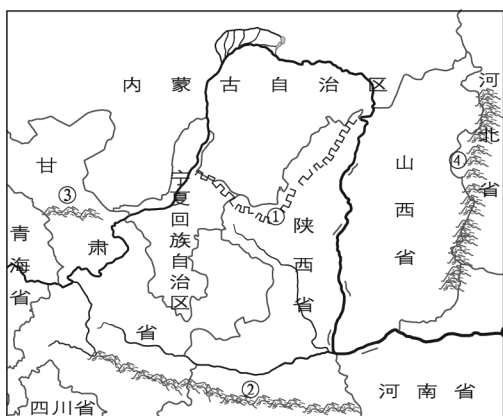 内蒙古自治区
河北省
甘肃省
宁夏回族自治区
山西省
陕西省
青海省
四川省
河南省
①
②
③
④